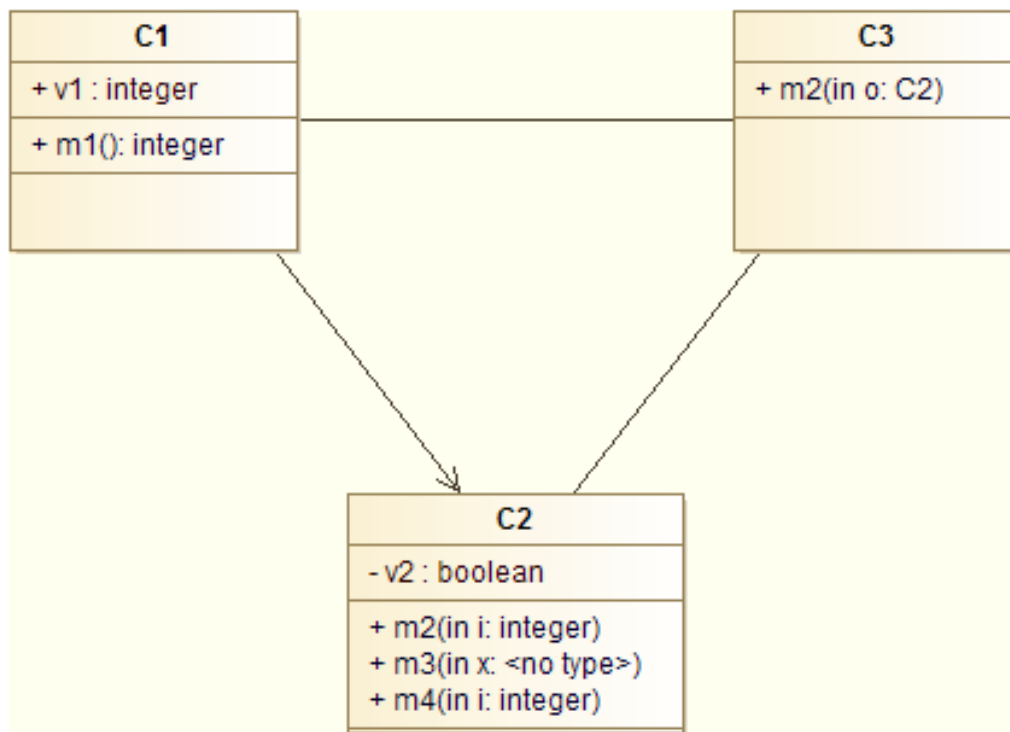 C1
+ v1 : integer
+ m1(): integer
C3
+ m2(in o: C2)
C2
- v2 : boolean
+ m2(in i: integer)
+ m3(in x: <no type>)
+ m4(in i: integer)